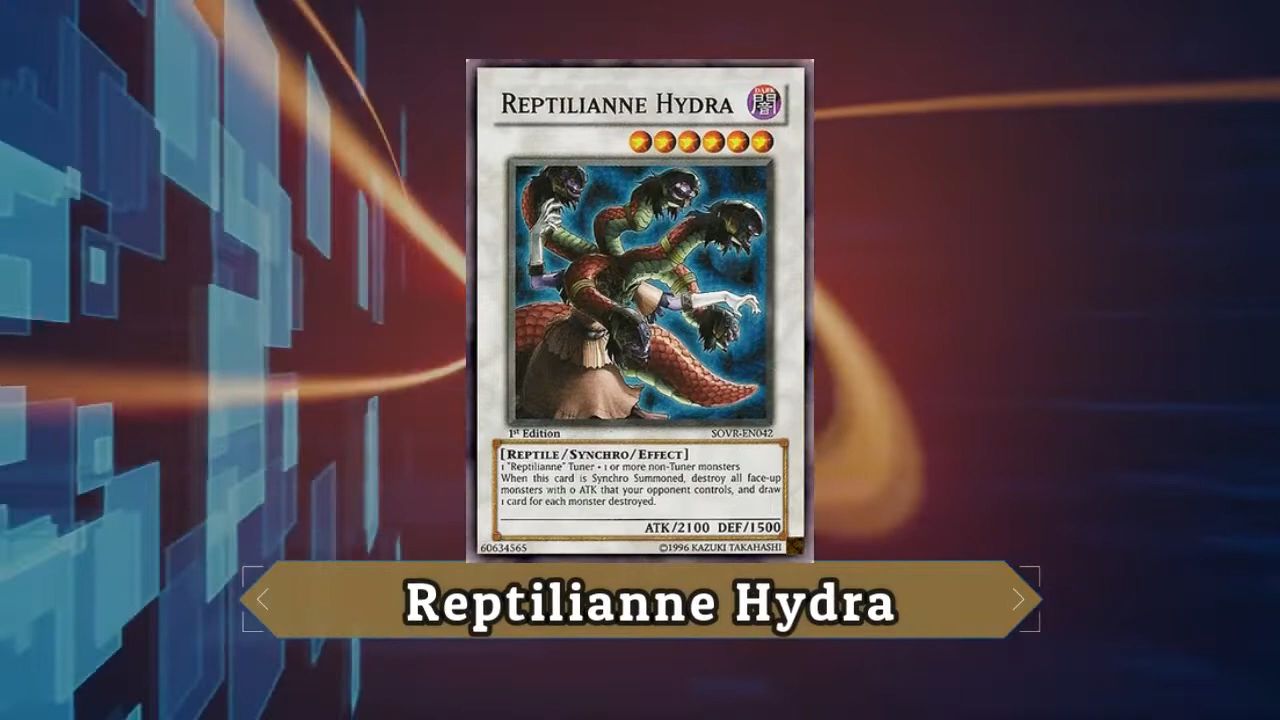 REPTILIANNE HYDRA
DARK
闇
1st Edition
SOVR-EN042
[REPTILE/SYNCHRO/EFFECT]
1 "Reptilianne" Tuner + 1 or more non-Tuner monsters
When this card is Synchro Summoned, destroy all face-up
monsters with 0 ATK that your opponent controls, and draw
1 card for each monster destroyed.
ATK/2100 DEF/1500
60634565
©1996 KAZUKI TAKAHASHI
Reptilianne Hydra